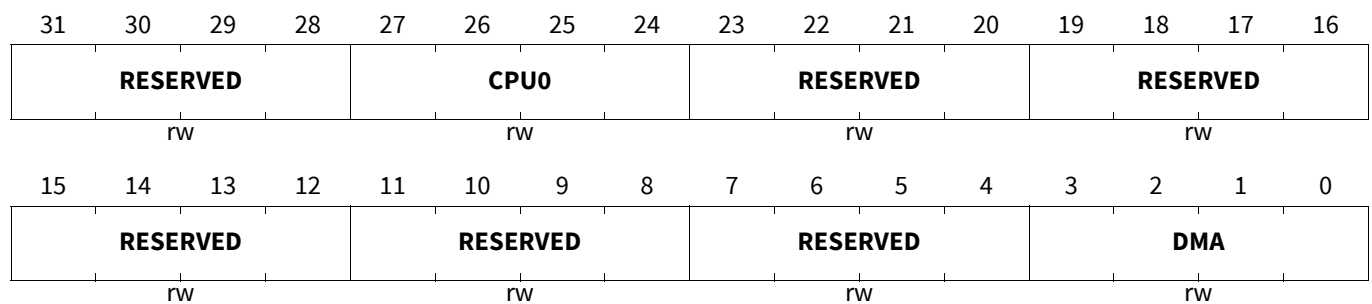 31 30 29 28 27 26 25 24 23 22 21 20 19 18 17 16
RESERVED CPU0 RESERVED RESERVED
rw rw rw rw
15 14 13 12 11 10 9 8 7 6 5 4 3 2 1 0
RESERVED RESERVED RESERVED DMA
rw rw rw rw